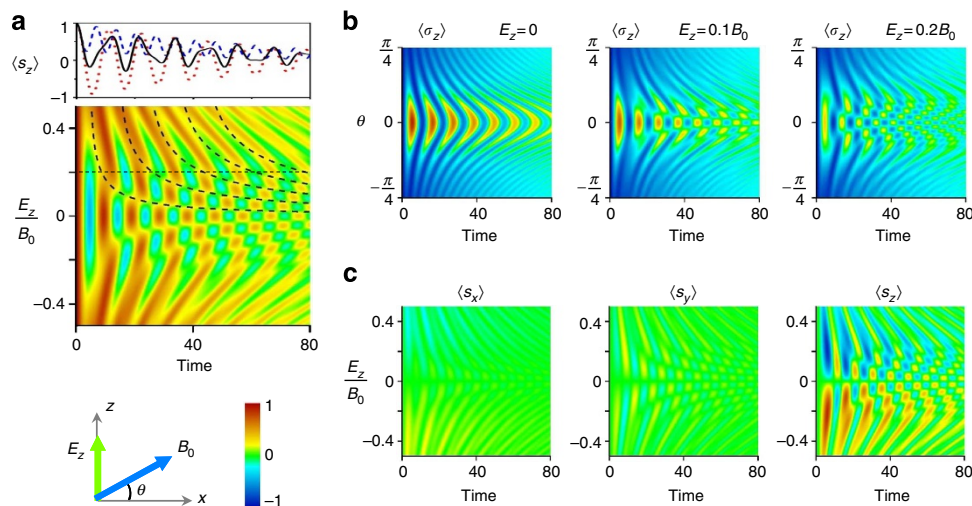 a
1
⟨s_z⟩
0
−1
0.4
E_z
B_0
0
−0.4
0
40
80
Time
z
E_z
B_0
θ
x
1
0
−1
b
⟨σ_z⟩ E_z = 0
⟨σ_z⟩ E_z = 0.1B_0
⟨σ_z⟩ E_z = 0.2B_0
π
4
θ
0
−π
4
0 40 80
Time
π
4
0
−π
4
0 40 80
Time
π
4
0
−π
4
0 40 80
Time
c
⟨s_x⟩
⟨s_y⟩
⟨s_z⟩
0.4
E_z
B_0
0
−0.4
0 40 80
Time
0.4
0
−0.4
0 40 80
Time
0.4
0
−0.4
0 40 80
Time